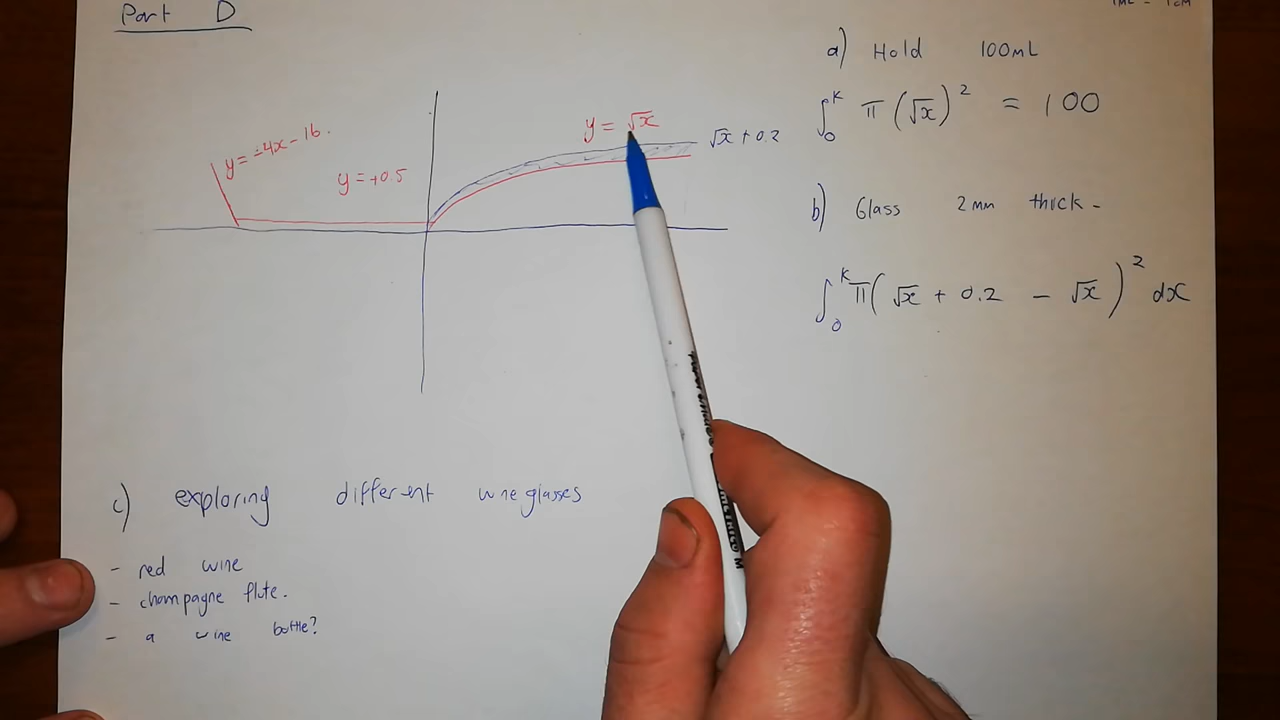 Part D
a) Hold 100mL
∫₀ᴷ π(√x)² = 100
y = √x
√x + 0.2
y = -4x - 16.
y = +0.5
b) Glass 2mm thick -
∫₀ᴷ π(√x + 0.2 - √x)² dx
c) exploring different wine glasses
- red wine
- champagne flute.
- a wine bottle?